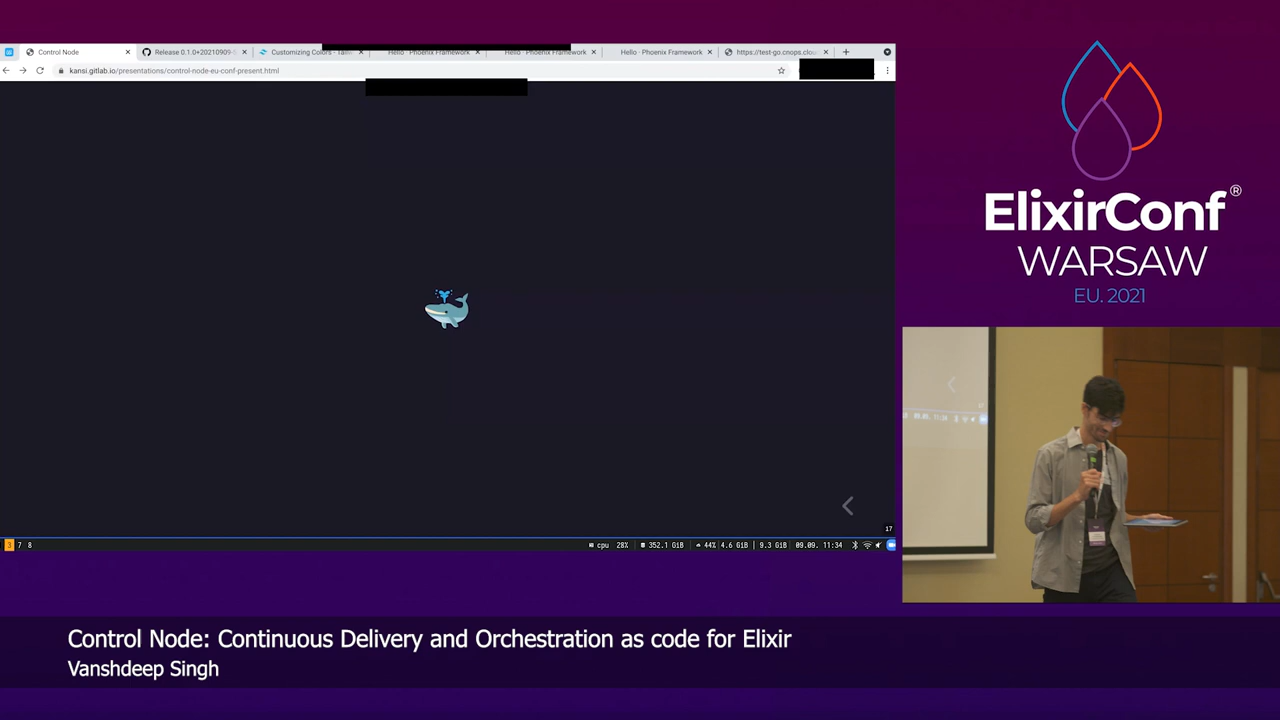 Control Node
Release 0.1.0+20210909-
Customizing Colors - Tail
Hello · Phoenix Framework
Hello · Phoenix Framework
Hello · Phoenix Framework
https://test-go.cnops.clou
kansi.gitlab.io/presentations/control-node-eu-conf-present.html
17
3 7 8
cpu 28% 352.1 GiB 44% 4.6 GiB | 9.3 GiB 09.09. 11:34
ElixirConf®
WARSAW
EU. 2021
Control Node: Continuous Delivery and Orchestration as code for Elixir
Vanshdeep Singh